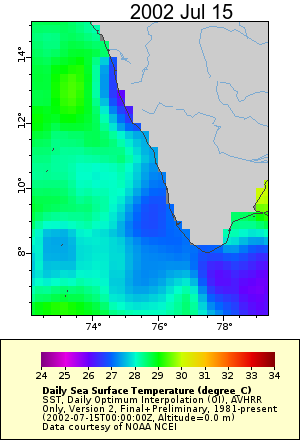 2002 Jul 15
14°
12°
10°
8°
74°
76°
78°
24 25 26 27 28 29 30 31 32 33 34
Daily Sea Surface Temperature (degree_C)
SST, Daily Optimum Interpolation (OI), AVHRR
Only, Version 2, Final+Preliminary, 1981-present
(2002-07-15T00:00:00Z, Altitude=0.0 m)
Data courtesy of NOAA NCEI